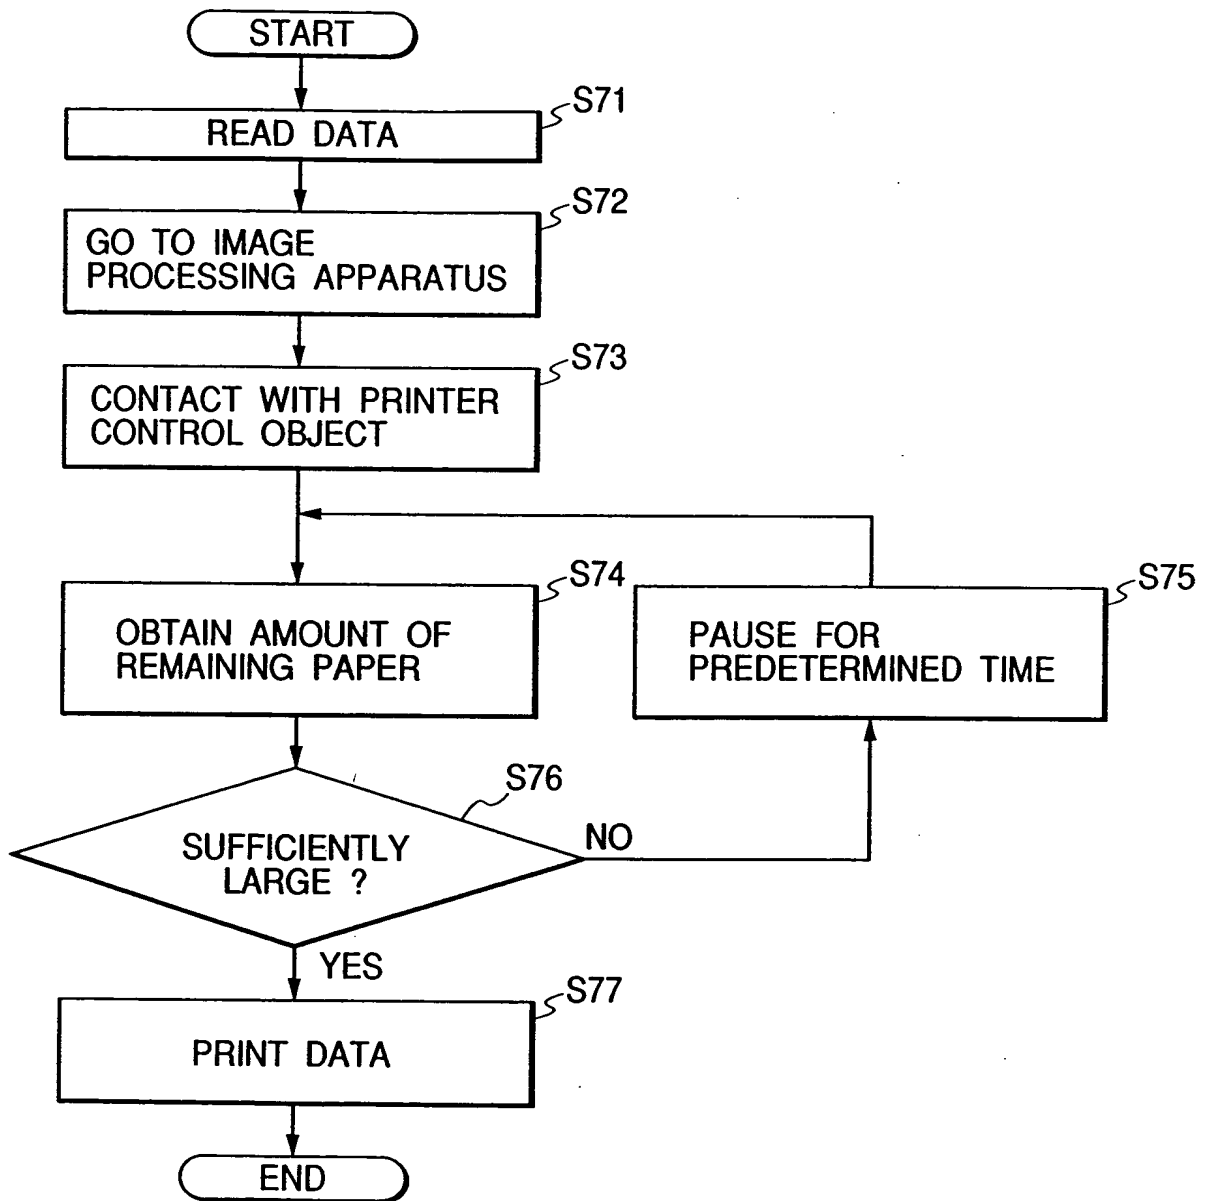 START
S71
READ DATA
S72
GO TO IMAGE
PROCESSING APPARATUS
S73
CONTACT WITH PRINTER
CONTROL OBJECT
S74
OBTAIN AMOUNT OF
REMAINING PAPER
S75
PAUSE FOR
PREDETERMINED TIME
S76
SUFFICIENTLY
LARGE ?
NO
YES
S77
PRINT DATA
END